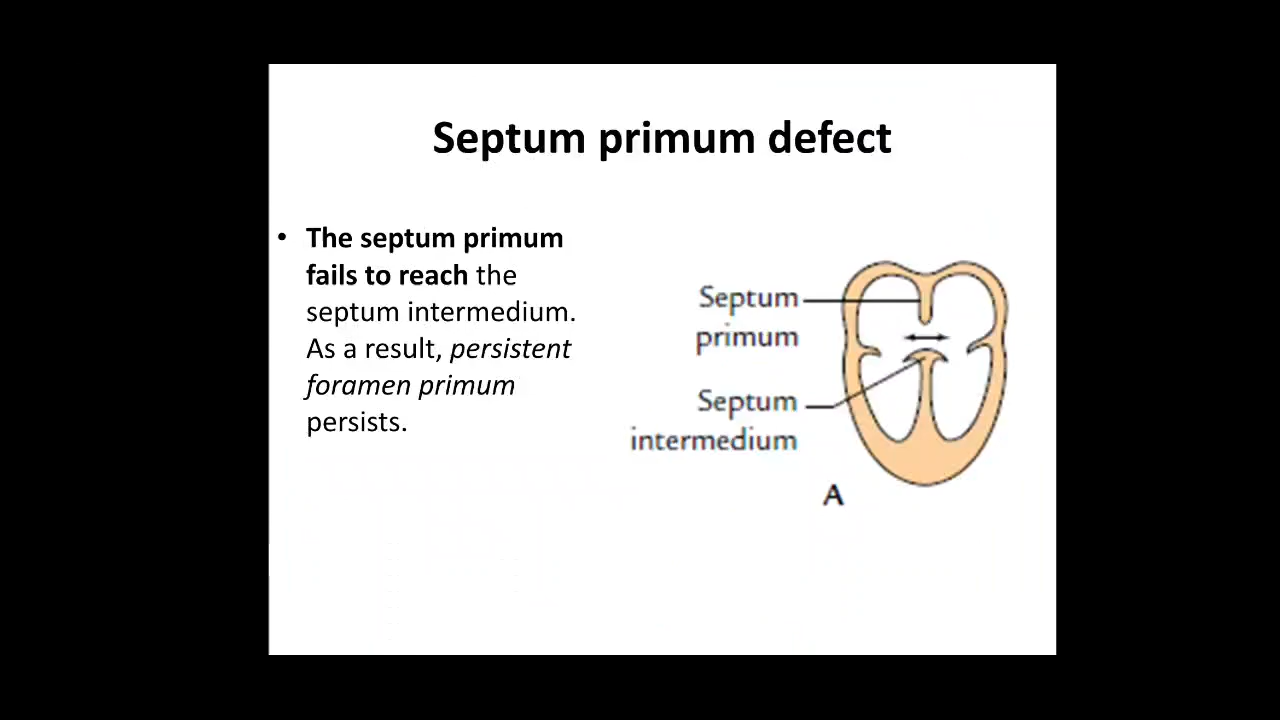 Septum primum defect
• The septum primum
fails to reach the
septum intermedium.
As a result, persistent
foramen primum
persists.
Septum
primum
Septum
intermedium
A